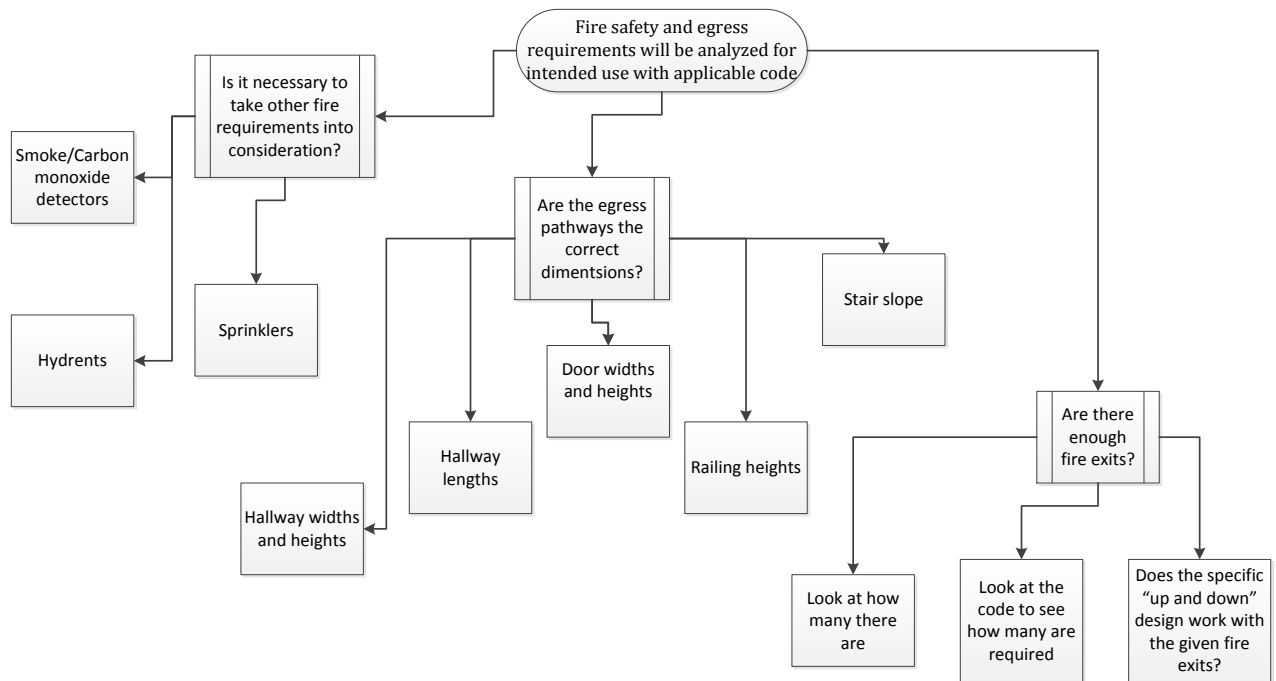 Fire safety and egress
requirements will be analyzed for
intended use with applicable code
Is it necessary to
take other fire
requirements into
consideration?
Smoke/Carbon
monoxide
detectors
Hydrents
Sprinklers
Are the egress
pathways the
correct
dimentsions?
Hallway widths
and heights
Hallway
lengths
Door widths
and heights
Railing heights
Stair slope
Are there
enough
fire exits?
Look at how
many there
are
Look at the
code to see
how many are
required
Does the specific
“up and down”
design work with
the given fire
exits?